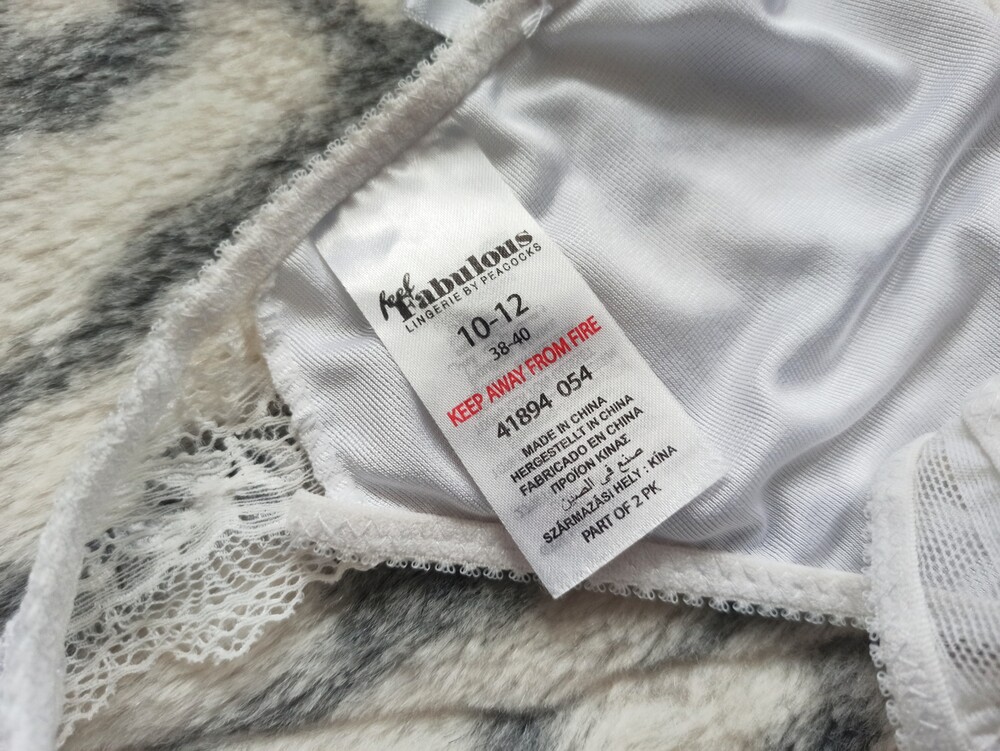 feel
Fabulous
LINGERIE BY PEACOCKS
10-12
38-40
KEEP AWAY FROM FIRE
41894 054
MADE IN CHINA
HERGESTELLT IN CHINA
FABRICADO EN CHINA
ΠΡΟΪΟΝ ΚΙΝΑΣ
صنع في الصين
SZÁRMAZÁSI HELY : KÍNA
PART OF 2 PK